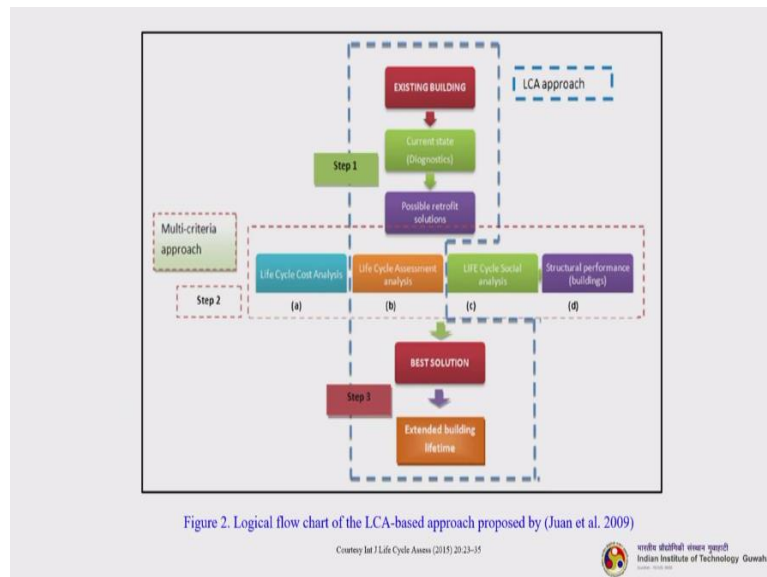 EXISTING BUILDING
LCA approach
Current state
(Diognostics)
Step 1
Possible retrofit
solutions
Multi-criteria
approach
Life Cycle Cost Analysis
Life Cycle Assessment
analysis
LIFE Cycle Social
analysis
Structural performance
(buildings)
Step 2
(a)
(b)
(c)
(d)
BEST SOLUTION
Step 3
Extended building
lifetime
Figure 2. Logical flow chart of the LCA-based approach proposed by (Juan et al. 2009)
Courtesy Int J Life Cycle Assess (2015) 20:23–35
भारतीय प्रौद्योगिकी संस्थान गुवाहाटी
Indian Institute of Technology Guwah